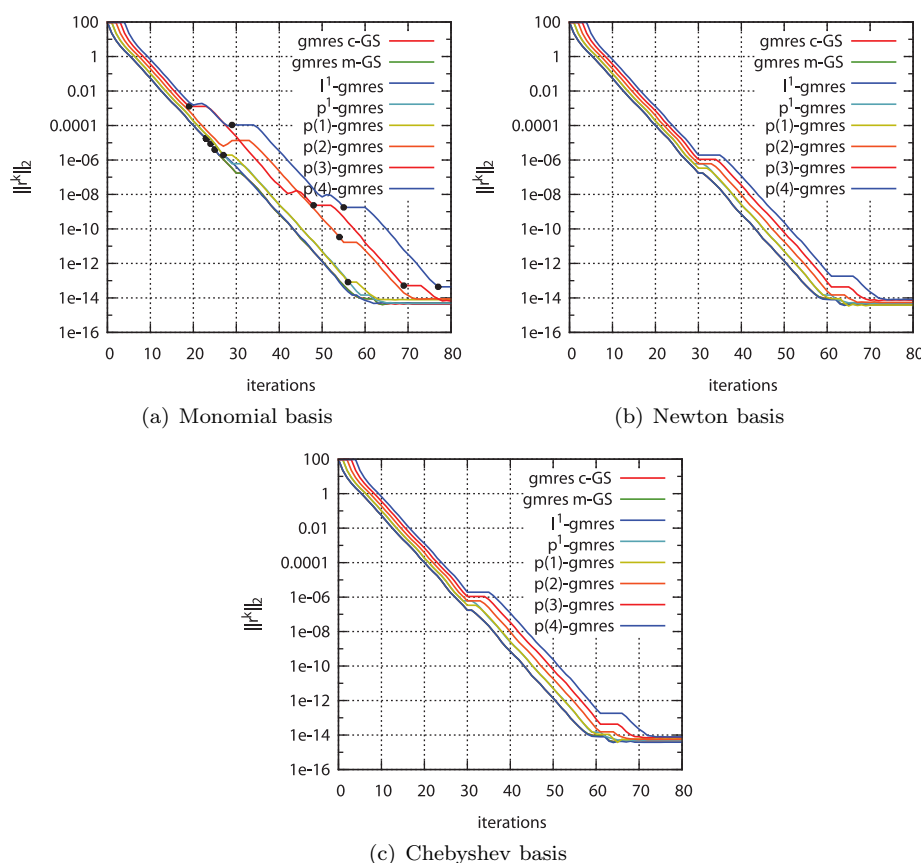 100
1
0.01
0.0001
1e-06
1e-08
1e-10
1e-12
1e-14
1e-16
||r^k||_2
gmres c-GS
gmres m-GS
l^1-gmres
p^1-gmres
p(1)-gmres
p(2)-gmres
p(3)-gmres
p(4)-gmres
0 10 20 30 40 50 60 70 80
iterations
(a) Monomial basis
100
1
0.01
0.0001
1e-06
1e-08
1e-10
1e-12
1e-14
1e-16
||r^k||_2
gmres c-GS
gmres m-GS
l^1-gmres
p^1-gmres
p(1)-gmres
p(2)-gmres
p(3)-gmres
p(4)-gmres
0 10 20 30 40 50 60 70 80
iterations
(b) Newton basis
100
1
0.01
0.0001
1e-06
1e-08
1e-10
1e-12
1e-14
1e-16
||r^k||_2
gmres c-GS
gmres m-GS
l^1-gmres
p^1-gmres
p(1)-gmres
p(2)-gmres
p(3)-gmres
p(4)-gmres
0 10 20 30 40 50 60 70 80
iterations
(c) Chebyshev basis